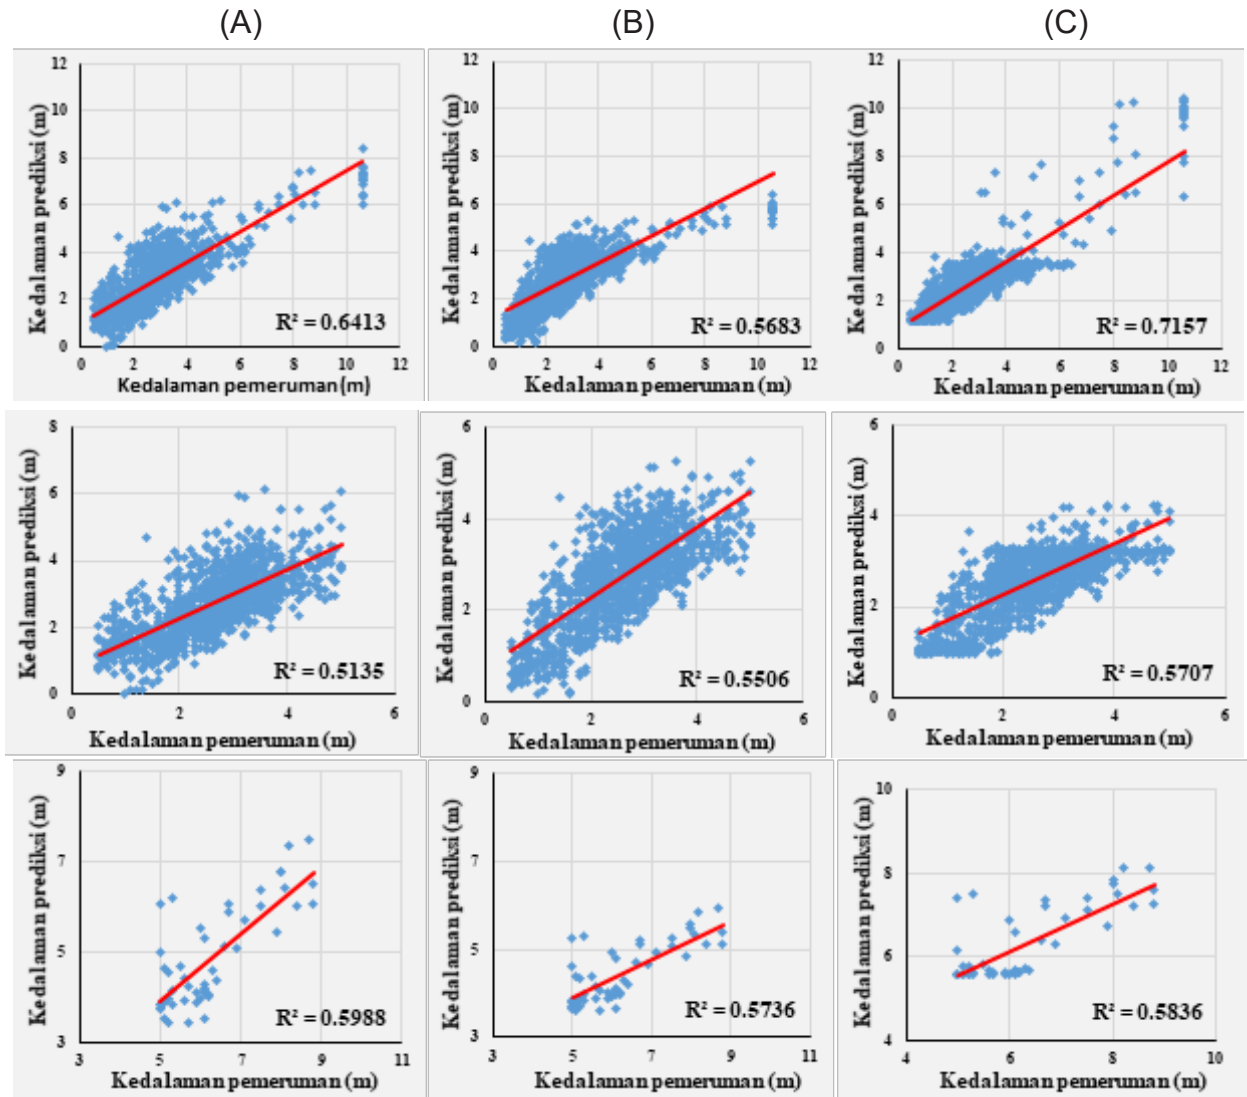 (A) (B) (C)
12
10
8
6
4
2
0
0 2 4 6 8 10 12
Kedalaman prediksi (m)
R² = 0.6413
Kedalaman pemeruman (m)
12
10
8
6
4
2
0
0 2 4 6 8 10 12
Kedalaman prediksi (m)
R² = 0.5683
Kedalaman pemeruman (m)
12
10
8
6
4
2
0
0 2 4 6 8 10 12
Kedalaman prediksi (m)
R² = 0.7157
Kedalaman pemeruman (m)
8
6
4
2
0
0 2 4 6
Kedalaman prediksi (m)
R² = 0.5135
Kedalaman pemeruman (m)
6
4
2
0
0 2 4 6
Kedalaman prediksi (m)
R² = 0.5506
Kedalaman pemeruman (m)
6
4
2
0
0 2 4 6
Kedalaman prediksi (m)
R² = 0.5707
Kedalaman pemeruman (m)
9
7
5
3
3 5 7 9 11
Kedalaman prediksi (m)
R² = 0.5988
Kedalaman pemeruman (m)
9
7
5
3
3 5 7 9 11
Kedalaman prediksi (m)
R² = 0.5736
Kedalaman pemeruman (m)
10
8
6
4
4 6 8 10
Kedalaman prediksi (m)
R² = 0.5836
Kedalaman pemeruman (m)